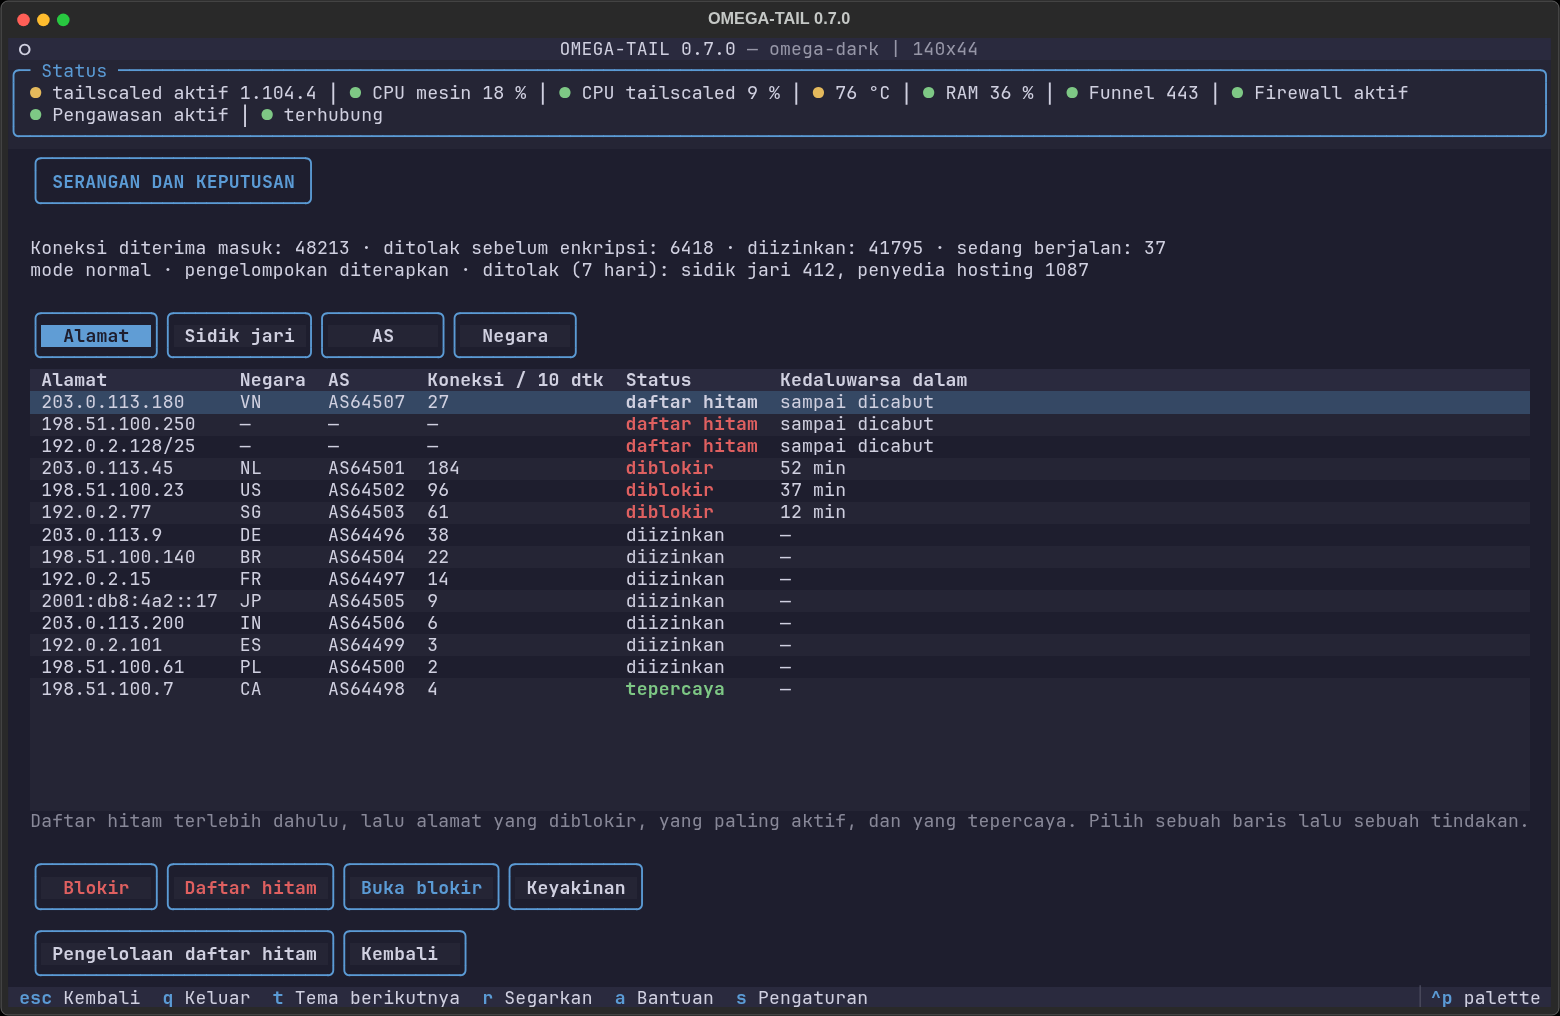 OMEGA-TAIL 0.7.0
OMEGA-TAIL 0.7.0 — omega-dark | 140x44
Status
tailscaled aktif 1.104.4 │ ● CPU mesin 18 % │ ● CPU tailscaled 9 % │ ● 76 °C │ ● RAM 36 % │ ● Funnel 443 │ ● Firewall aktif
● Pengawasan aktif │ ● terhubung
SERANGAN DAN KEPUTUSAN
Koneksi diterima masuk: 48213 · ditolak sebelum enkripsi: 6418 · diizinkan: 41795 · sedang berjalan: 37
mode normal · pengelompokan diterapkan · ditolak (7 hari): sidik jari 412, penyedia hosting 1087
Alamat Sidik jari AS Negara
Alamat Negara AS Koneksi / 10 dtk Status Kedaluwarsa dalam
203.0.113.180 VN AS64507 27 daftar hitam sampai dicabut
198.51.100.250 — — — daftar hitam sampai dicabut
192.0.2.128/25 — — — daftar hitam sampai dicabut
203.0.113.45 NL AS64501 184 diblokir 52 min
198.51.100.23 US AS64502 96 diblokir 37 min
192.0.2.77 SG AS64503 61 diblokir 12 min
203.0.113.9 DE AS64496 38 diizinkan —
198.51.100.140 BR AS64504 22 diizinkan —
192.0.2.15 FR AS64497 14 diizinkan —
2001:db8:4a2::17 JP AS64505 9 diizinkan —
203.0.113.200 IN AS64506 6 diizinkan —
192.0.2.101 ES AS64499 3 diizinkan —
198.51.100.61 PL AS64500 2 diizinkan —
198.51.100.7 CA AS64498 4 tepercaya —
Daftar hitam terlebih dahulu, lalu alamat yang diblokir, yang paling aktif, dan yang tepercaya. Pilih sebuah baris lalu sebuah tindakan.
Blokir Daftar hitam Buka blokir Keyakinan
Pengelolaan daftar hitam Kembali
esc Kembali q Keluar t Tema berikutnya r Segarkan a Bantuan s Pengaturan ^p palette